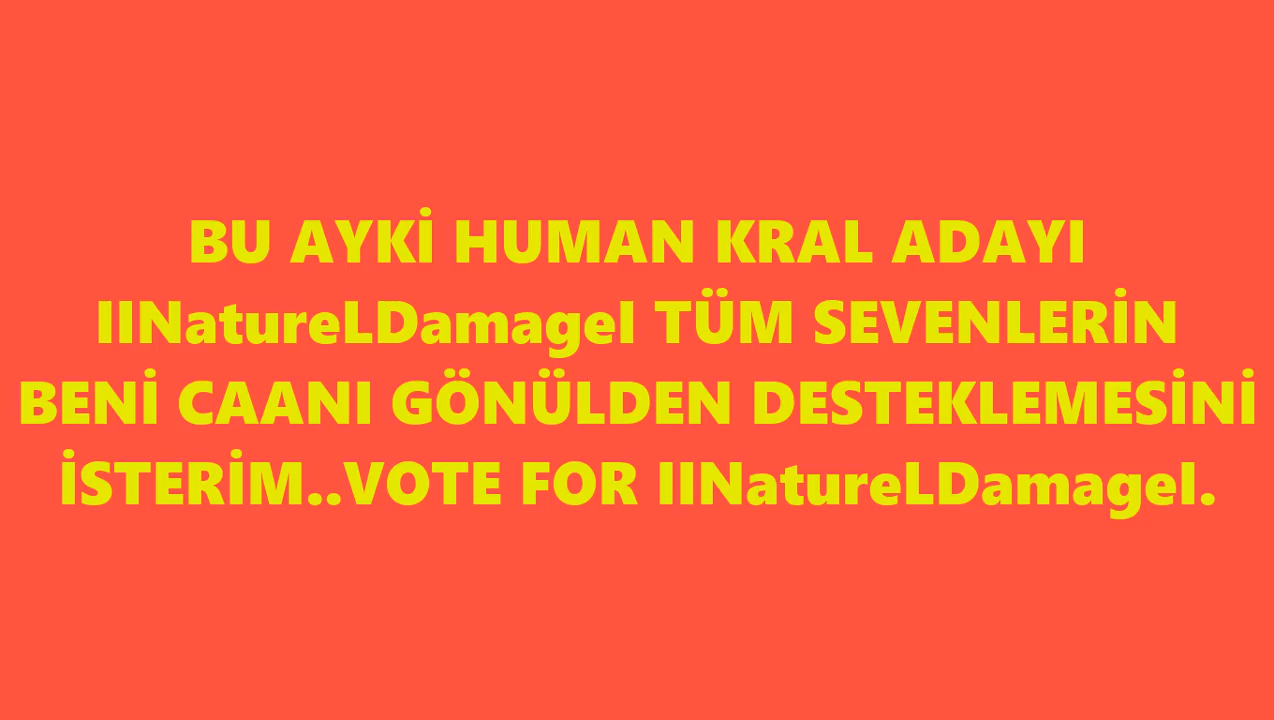 BU AYKİ HUMAN KRAL ADAYI
IINatureLDamageI TÜM SEVENLERİN
BENİ CAANI GÖNÜLDEN DESTEKLEMESİNİ
İSTERİM..VOTE FOR IINatureLDamageI.